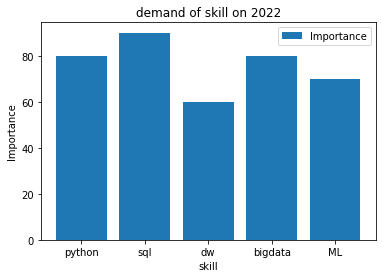 demand of skill on 2022
Importance
Importance
80
60
40
20
0
python sql dw bigdata ML
skill